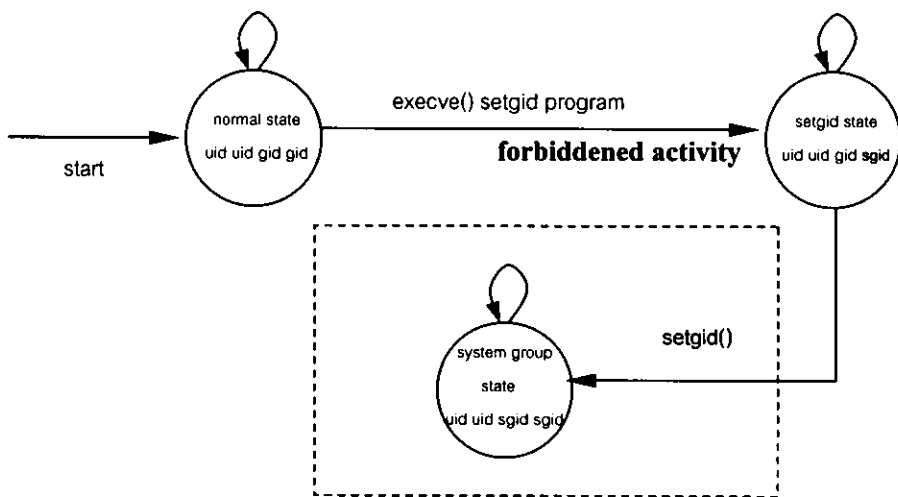 normal state
uid uid gid gid
start
execve() setgid program
forbiddened activity
setgid state
uid uid gid sgid
setgid()
system group
state
uid uid sgid sgid